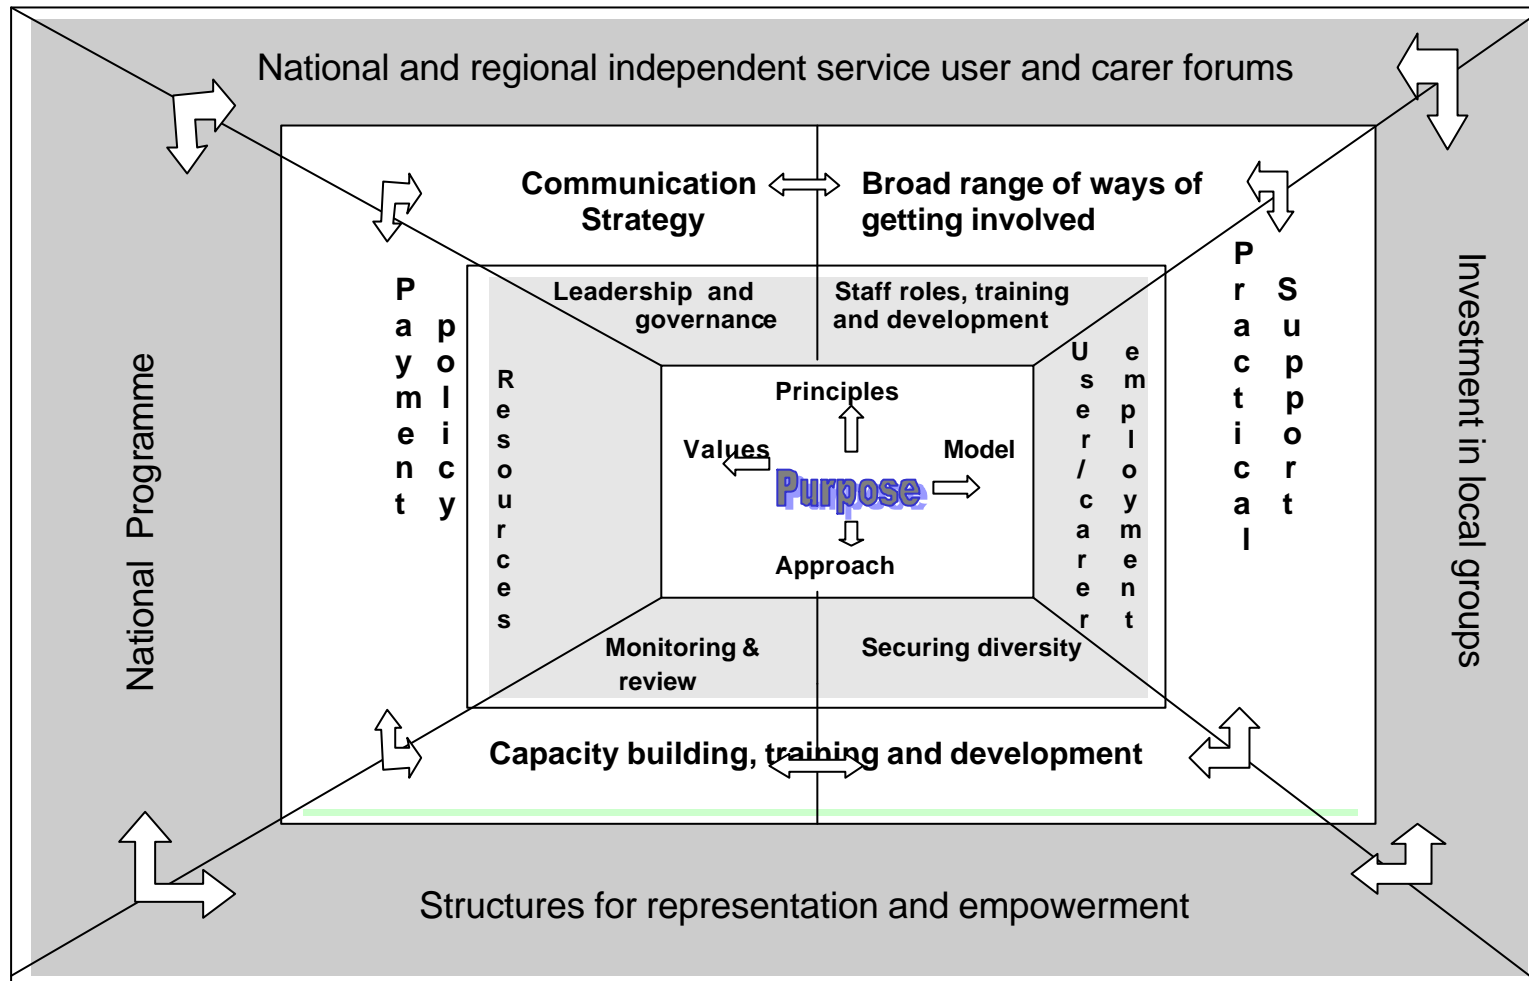 National and regional independent service user and carer forums
Communication
Strategy
Broad range of ways of
getting involved
Leadership and
governance
Staff roles, training
and development
National Programme
Payment
policy
Resources
Principles
Values
Model
Purpose
Approach
User/carer
employment
Practical
Support
Investment in local groups
Monitoring &
review
Securing diversity
Capacity building, training and development
Structures for representation and empowerment